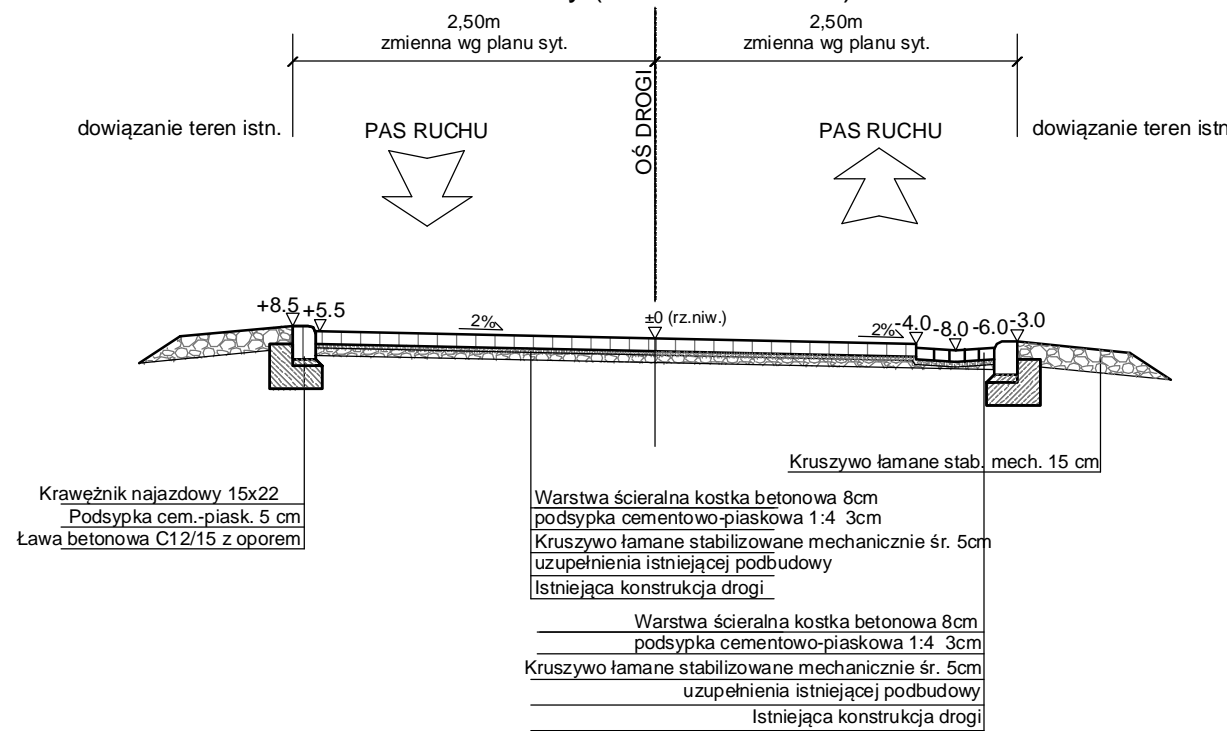 2,50m
zmienna wg planu syt.
2,50m
zmienna wg planu syt.
OŚ DROGI
dowiązanie teren istn.
PAS RUCHU
PAS RUCHU
dowiązanie teren istn
+8.5
+5.5
2%
±0 (rz.niw.)
2%
-4.0
-8.0
-6.0
-3.0
Kruszywo łamane stab. mech. 15 cm
Krawężnik najazdowy 15x22
Podsypka cem.-piask. 5 cm
Ława betonowa C12/15 z oporem
Warstwa ścieralna kostka betonowa 8cm
podsypka cementowo-piaskowa 1:4 3cm
Kruszywo łamane stabilizowane mechanicznie śr. 5cm
uzupełnienia istniejącej podbudowy
Istniejąca konstrukcja drogi
Warstwa ścieralna kostka betonowa 8cm
podsypka cementowo-piaskowa 1:4 3cm
Kruszywo łamane stabilizowane mechanicznie śr. 5cm
uzupełnienia istniejącej podbudowy
Istniejąca konstrukcja drogi